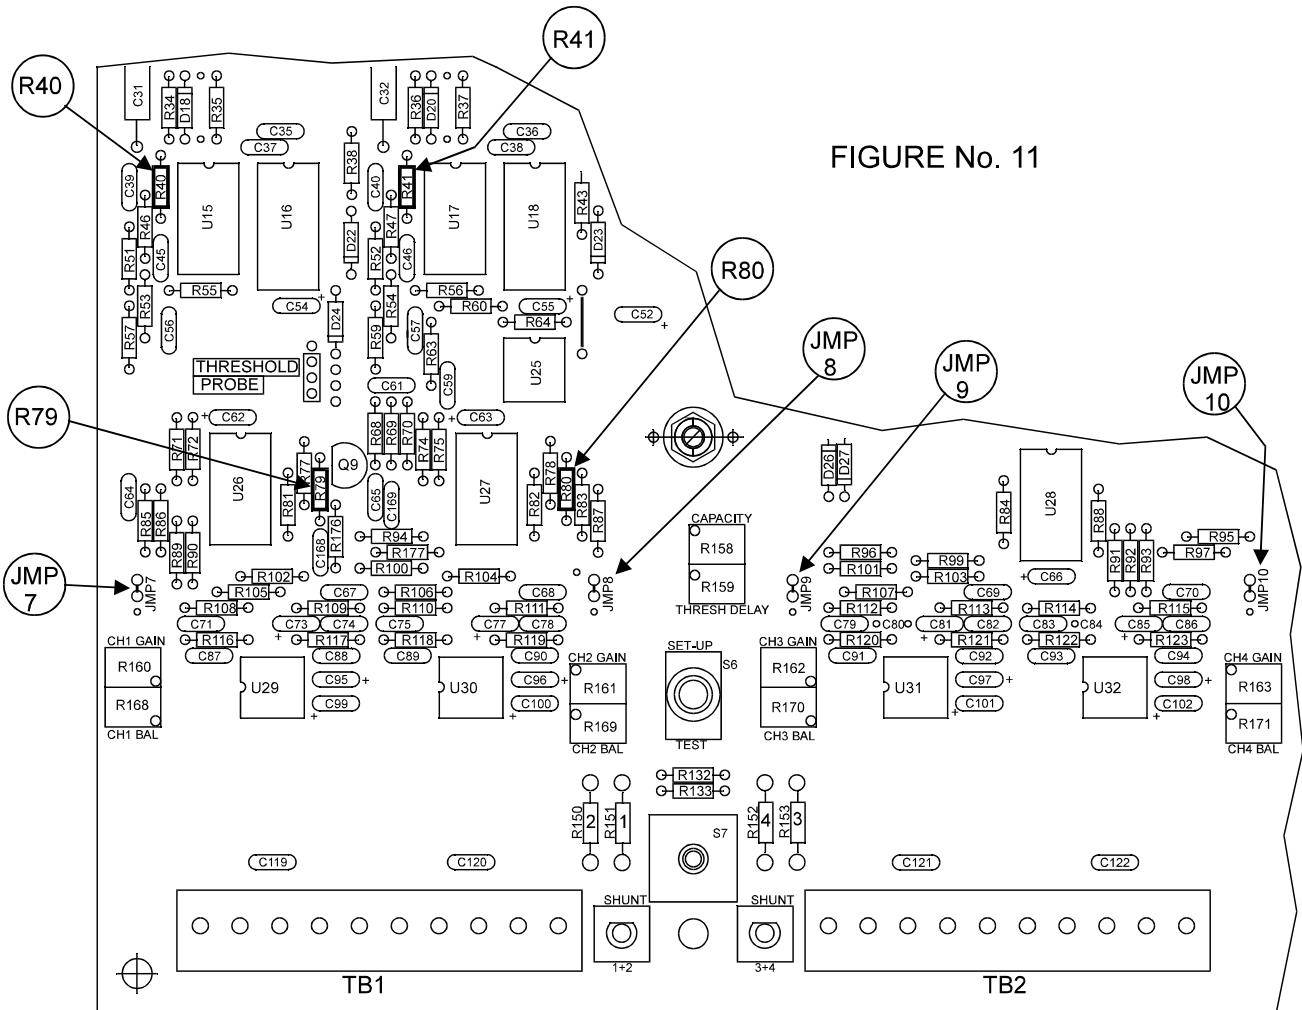 R41
R40
FIGURE No. 11
C31
R34
D18
R35
C32
R36
D20
R37
C35
C37
C36
C38
R38
C39
R40
R46
U15
U16
C40
R41
R47
U17
U18
R43
R51
C45
D22
R52
C46
D23
R80
R53
R55
C54
+
D24
R54
R56
R60
C55
+
C52
+
R57
C56
R59
C57
R63
R64
JMP
8
JMP
9
JMP
10
THRESHOLD
PROBE
C61
C59
U25
R79
R71
R72
+
C62
R68
R69
R70
R74
R75
+
C63
R77
Q9
R78
D26
D27
C64
U26
R81
R79
C65
C169
U27
R82
R80
R83
R87
R84
U28
R88
R85
R86
R89
R90
C168
R176
R94
R177
R100
CAPACITY
R158
R159
THRESH DELAY
R96
R101
R99
R103
R91
R92
R93
R95
R97
JMP
7
JMP7
R102
R105
R104
JMP8
JMP9
R107
+
C66
JMP10
C67
R106
C68
C69
C70
R108
R109
R110
R111
R112
R113
R114
R115
C71
+
C73
C74
C75
+
C77
C78
C79
C80
+
C81
C82
C83
C84
+
C85
C86
CH1 GAIN
R116
R117
R118
R119
SET-UP
CH3 GAIN
R120
R121
R122
R123
C87
C88
C89
C90
CH2 GAIN
S6
C91
C92
C93
C94
CH4 GAIN
R160
R168
CH1 BAL
U29
C95
+
C99
+
U30
C96
+
C100
+
R161
R169
CH2 BAL
TEST
R162
R170
CH3 BAL
U31
C97
+
C101
+
U32
C98
+
C102
+
R163
R171
CH4 BAL
R132
R133
R150
2
R151
1
R152
4
R153
3
S7
C119
C120
C121
C122
SHUNT
SHUNT
1+2
3+4
TB1
TB2